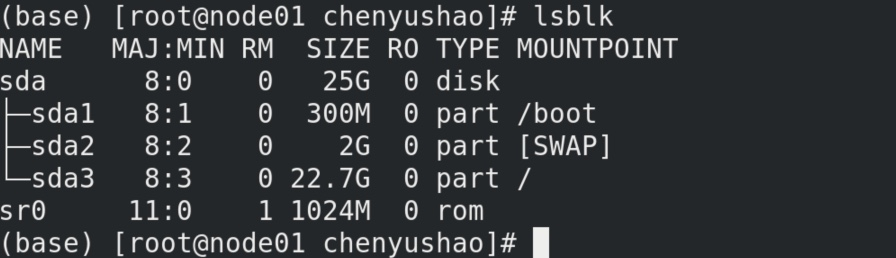 (base) [root@node01 chenyushao]# lsblk
NAME   MAJ:MIN RM  SIZE RO TYPE MOUNTPOINT
sda      8:0    0   25G  0 disk
├─sda1   8:1    0  300M  0 part /boot
├─sda2   8:2    0    2G  0 part [SWAP]
└─sda3   8:3    0 22.7G  0 part /
sr0     11:0    1 1024M  0 rom
(base) [root@node01 chenyushao]#